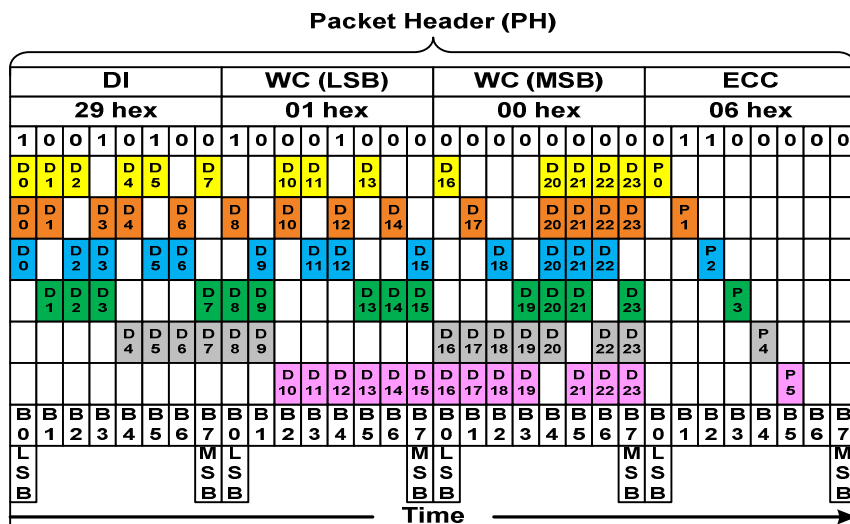 Packet Header (PH)
DI WC (LSB) WC (MSB) ECC
29 hex 01 hex 00 hex 06 hex
1 0 0 1 0 1 0 0 1 0 0 0 1 0 0 0 0 0 0 0 0 0 0 0 0 1 1 0 0 0 0 0
D0 D1 D2 D4 D5 D7 D10 D11 D13 D16 D20 D21 D22 D23 P0
D0 D1 D3 D4 D6 D8 D10 D12 D14 D17 D20 D21 D22 D23 P1
D0 D2 D3 D5 D6 D9 D11 D12 D15 D18 D20 D21 D22 P2
D1 D2 D3 D7 D8 D9 D13 D14 D15 D19 D20 D21 D23 P3
D4 D5 D6 D7 D8 D9 D16 D17 D18 D19 D20 D22 D23 P4
D10 D11 D12 D13 D14 D15 D16 D17 D18 D19 D21 D22 D23 P5
B0 B1 B2 B3 B4 B5 B6 B7 B0 B1 B2 B3 B4 B5 B6 B7 B0 B1 B2 B3 B4 B5 B6 B7 B0 B1 B2 B3 B4 B5 B6 B7
LSB MSB LSB MSB LSB MSB LSB MSB
Time